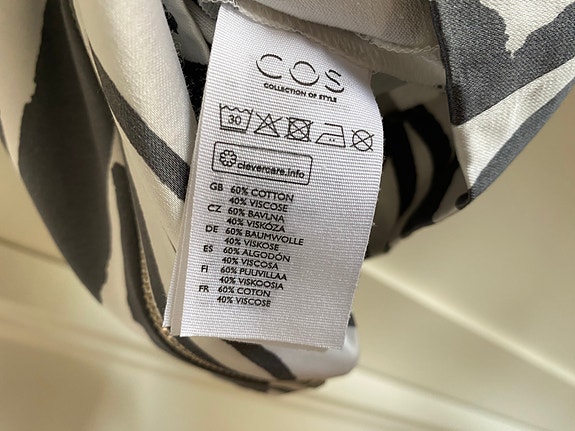 COS
COLLECTION OF STYLE
30
clevercare.info
GB 60% COTTON
40% VISCOSE
CZ 60% BAVLNA
40% VISKÓZA
DE 60% BAUMWOLLE
40% VISKOSE
ES 60% ALGODÓN
40% VISCOSA
FI 60% PUUVILLAA
40% VISKOOSIA
FR 60% COTON
40% VISCOSE